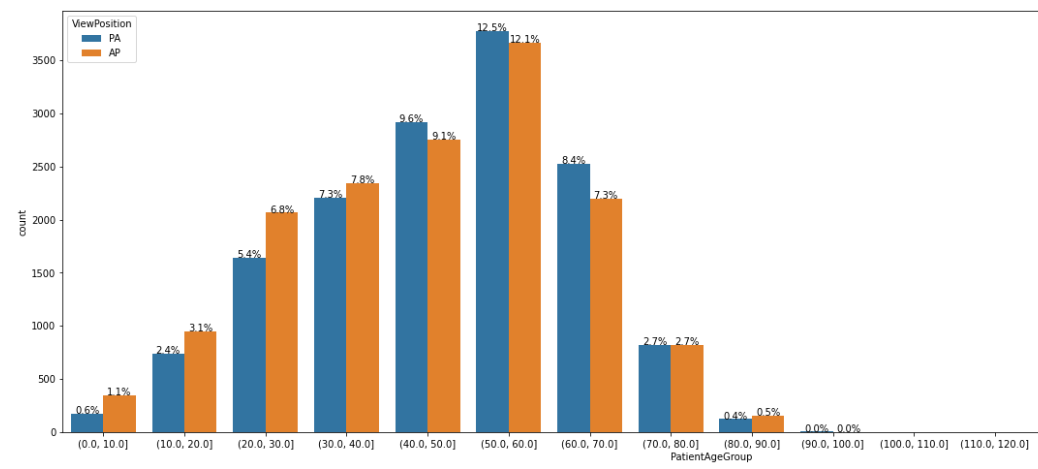 ViewPosition
PA
AP
count
3500
3000
2500
2000
1500
1000
500
0
0.6% 1.1% 2.4% 3.1% 5.4% 6.8% 7.3% 7.8% 9.6% 9.1% 12.5% 12.1% 8.4% 7.3% 2.7% 2.7% 0.4% 0.5% 0.0% 0.0%
(0.0, 10.0] (10.0, 20.0] (20.0, 30.0] (30.0, 40.0] (40.0, 50.0] (50.0, 60.0] (60.0, 70.0] (70.0, 80.0] (80.0, 90.0] (90.0, 100.0] (100.0, 110.0] (110.0, 120.0]
PatientAgeGroup